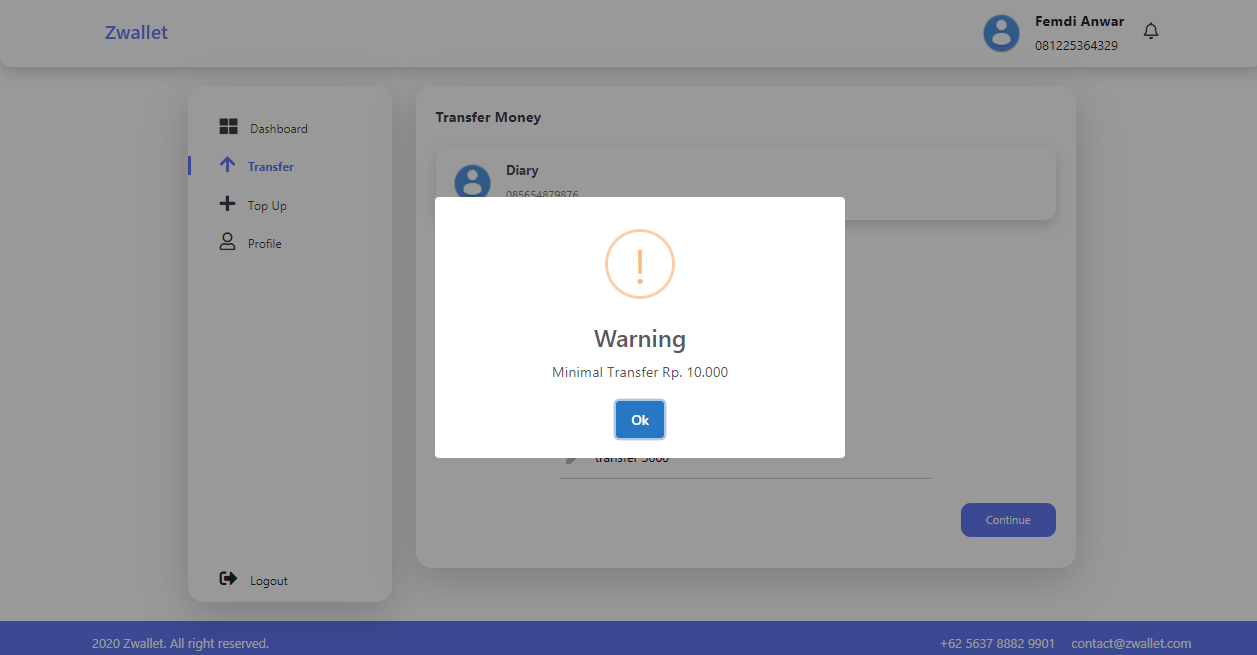 Zwallet
Femdi Anwar
081225364329
Dashboard
Transfer
Top Up
Profile
Logout
Transfer Money
Diary
085654879876
Warning
Minimal Transfer Rp. 10.000
Ok
transfer 5000
Continue
2020 Zwallet. All right reserved.
+62 5637 8882 9901 contact@zwallet.com